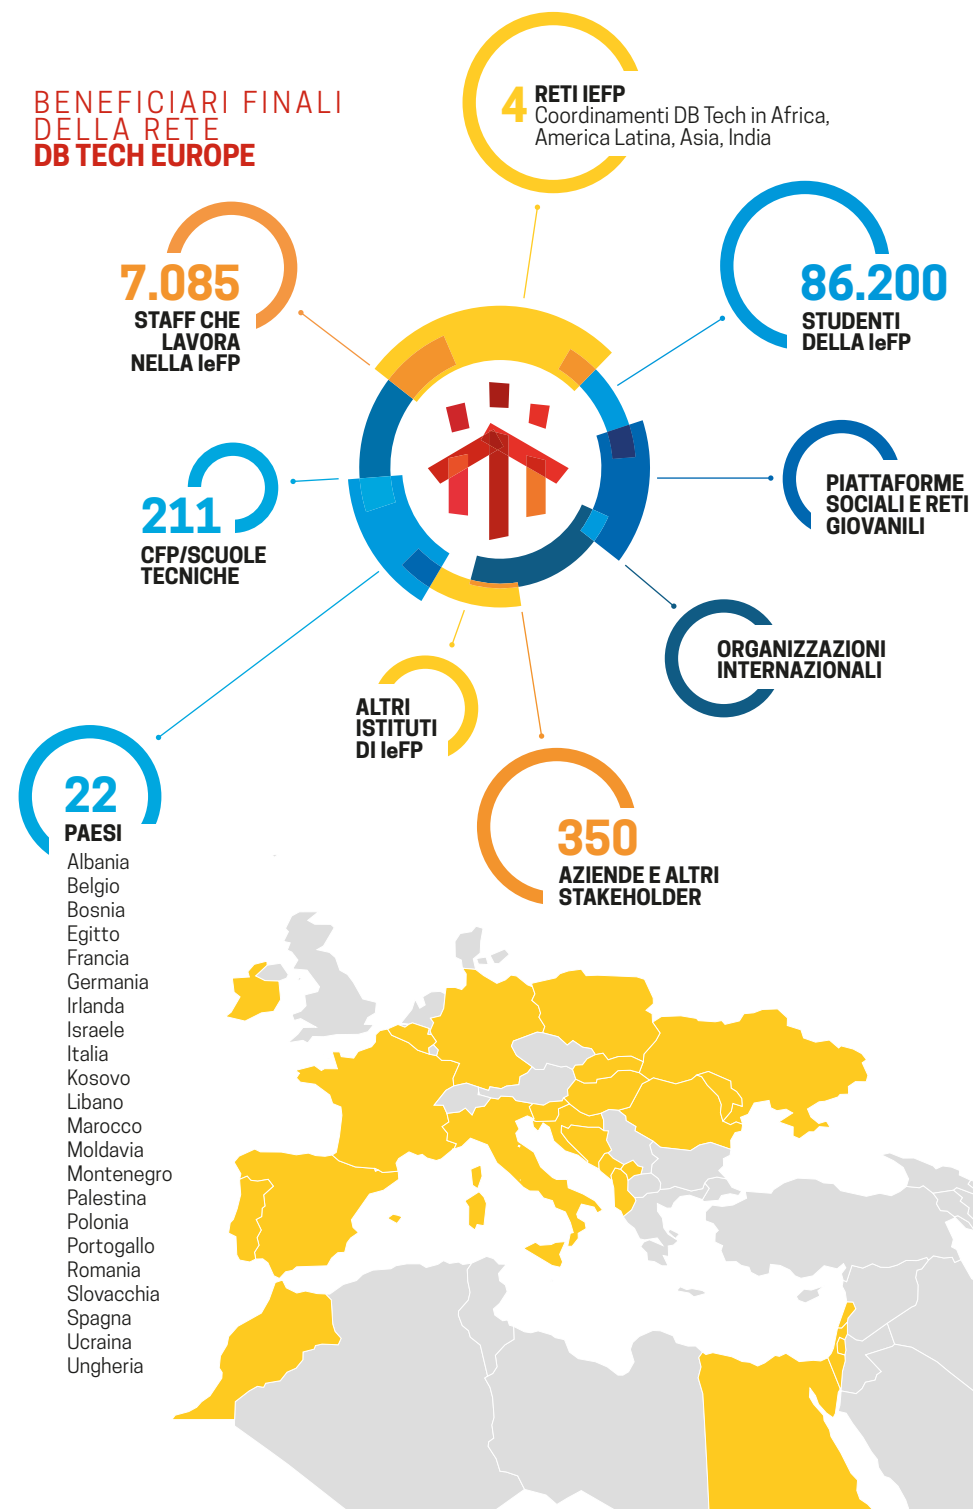 BENEFICIARI FINALI
DELLA RETE
DB TECH EUROPE
4 RETI IEFP
Coordinamenti DB Tech in Africa,
America Latina, Asia, India
7.085
STAFF CHE
LAVORA
NELLA IeFP
86.200
STUDENTI
DELLA IeFP
211
CFP/SCUOLE
TECNICHE
PIATTAFORME
SOCIALI E RETI
GIOVANILI
ORGANIZZAZIONI
INTERNAZIONALI
ALTRI
ISTITUTI
DI IeFP
350
AZIENDE E ALTRI
STAKEHOLDER
22
PAESI
Albania
Belgio
Bosnia
Egitto
Francia
Germania
Irlanda
Israele
Italia
Kosovo
Libano
Marocco
Moldavia
Montenegro
Palestina
Polonia
Portogallo
Romania
Slovacchia
Spagna
Ucraina
Ungheria